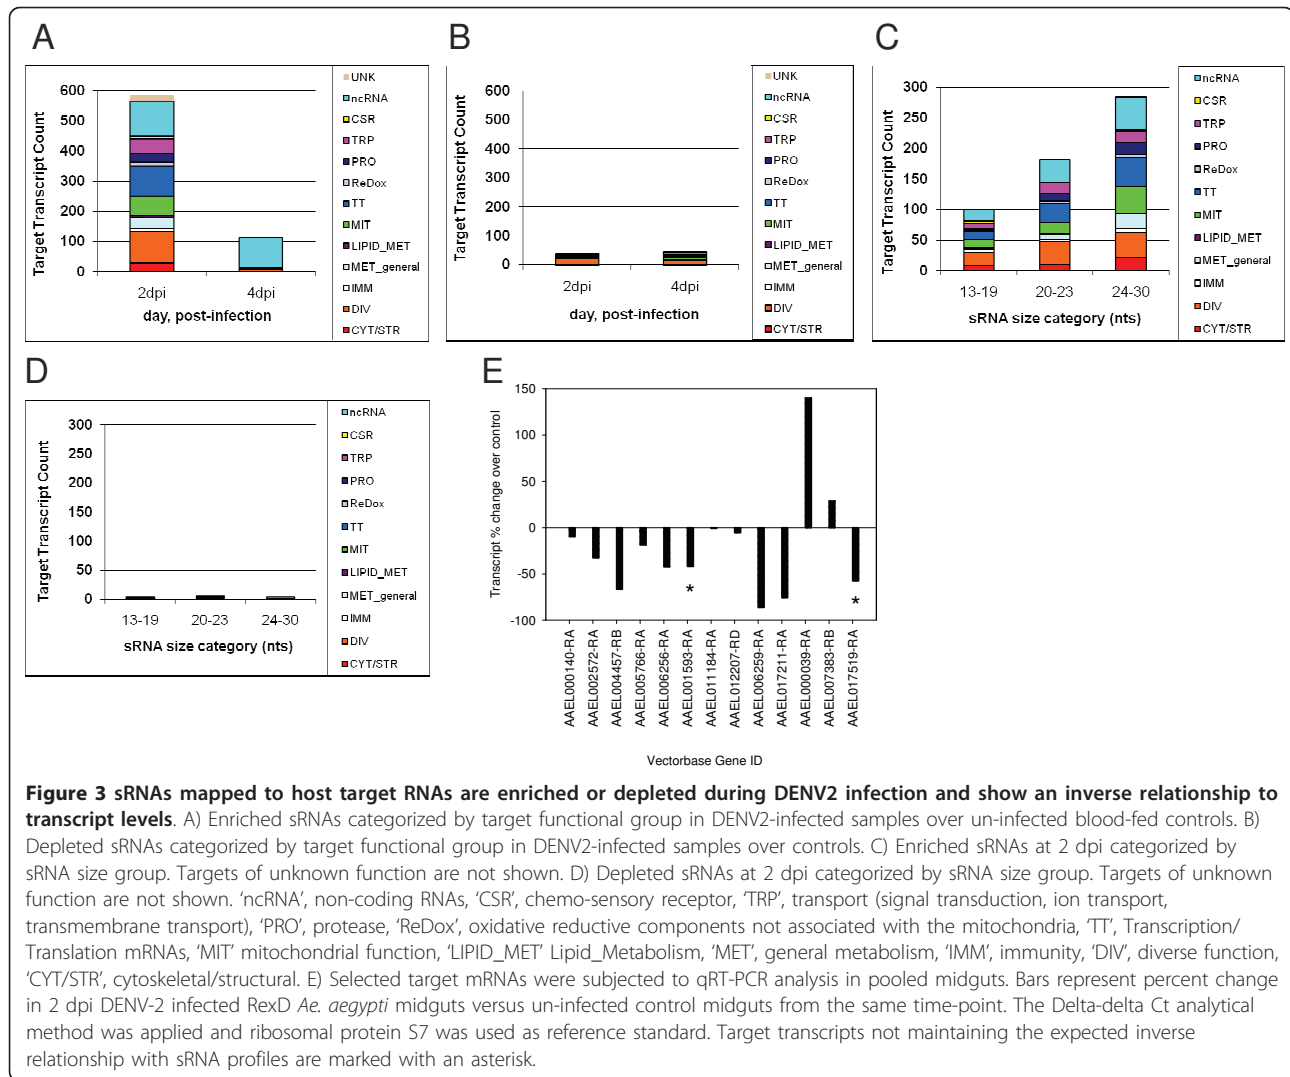 A
Target Transcript Count
600
500
400
300
200
100
0
2dpi
4dpi
day, post-infection
UNK
ncRNA
CSR
TRP
PRO
ReDox
TT
MIT
LIPID_MET
MET_general
IMM
DIV
CYT/STR
B
Target Transcript Count
600
400
200
0
2dpi
4dpi
day, post-infection
ncRNA
CSR
TRP
PRO
ReDox
TT
MIT
LIPID_MET
MET_general
IMM
DIV
CYT/STR
C
Target Transcript Count
300
250
200
150
100
50
0
13-19
20-23
24-30
sRNA size category (nts)
ncRNA
CSR
TRP
PRO
ReDox
TT
MIT
LIPID_MET
MET_general
IMM
DIV
CYT/STR
D
Target Transcript Count
300
250
200
150
100
50
0
13-19
20-23
24-30
sRNA size category (nts)
ncRNA
CSR
TRP
PRO
ReDox
TT
MIT
LIPID_MET
MET_general
IMM
DIV
CYT/STR
E
Transcript % change over control
150
100
50
0
-50
-100
*
*
AAEL000140-RA
AAEL002572-RA
AAEL004457-RB
AAEL005766-RA
AAEL006256-RA
AAEL001593-RA
AAEL011184-RA
AAEL012207-RD
AAEL006259-RA
AAEL017211-RA
AAEL000039-RA
AAEL007383-RB
AAEL017519-RA
Vectorbase Gene ID
Figure 3 sRNAs mapped to host target RNAs are enriched or depleted during DENV2 infection and show an inverse relationship to
transcript levels. A) Enriched sRNAs categorized by target functional group in DENV2-infected samples over un-infected blood-fed controls. B)
Depleted sRNAs categorized by target functional group in DENV2-infected samples over controls. C) Enriched sRNAs at 2 dpi categorized by
sRNA size group. Targets of unknown function are not shown. D) Depleted sRNAs at 2 dpi categorized by sRNA size group. Targets of unknown
function are not shown. ‘ncRNA’, non-coding RNAs, ‘CSR’, chemo-sensory receptor, ‘TRP’, transport (signal transduction, ion transport,
transmembrane transport), ‘PRO’, protease, ‘ReDox’, oxidative reductive components not associated with the mitochondria, ‘TT’, Transcription/
Translation mRNAs, ‘MIT’ mitochondrial function, ‘LIPID_MET’ Lipid_Metabolism, ‘MET’, general metabolism, ‘IMM’, immunity, ‘DIV’, diverse function,
‘CYT/STR’, cytoskeletal/structural. E) Selected target mRNAs were subjected to qRT-PCR analysis in pooled midguts. Bars represent percent change
in 2 dpi DENV-2 infected RexD Ae. aegypti midguts versus un-infected control midguts from the same time-point. The Delta-delta Ct analytical
method was applied and ribosomal protein S7 was used as reference standard. Target transcripts not maintaining the expected inverse
relationship with sRNA profiles are marked with an asterisk.